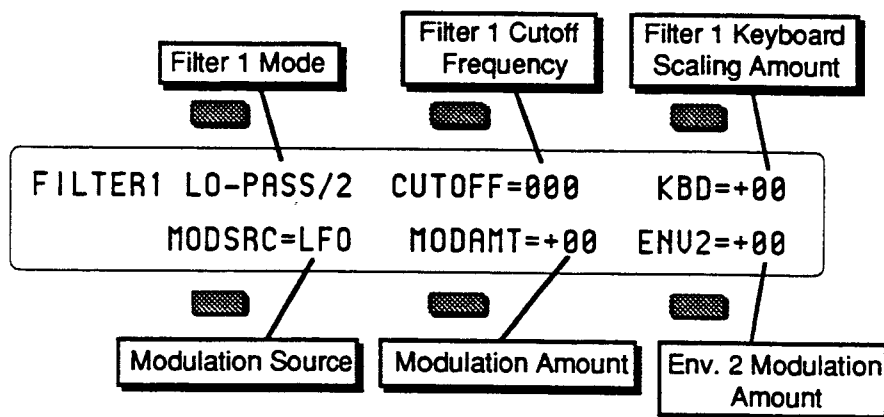 Filter 1 Mode
Filter 1 Cutoff
Frequency
Filter 1 Keyboard
Scaling Amount
FILTER1 LO-PASS/2 CUTOFF=000 KBD=+00
MODSRC=LFO MODAMT=+00 ENV2=+00
Modulation Source
Modulation Amount
Env. 2 Modulation
Amount